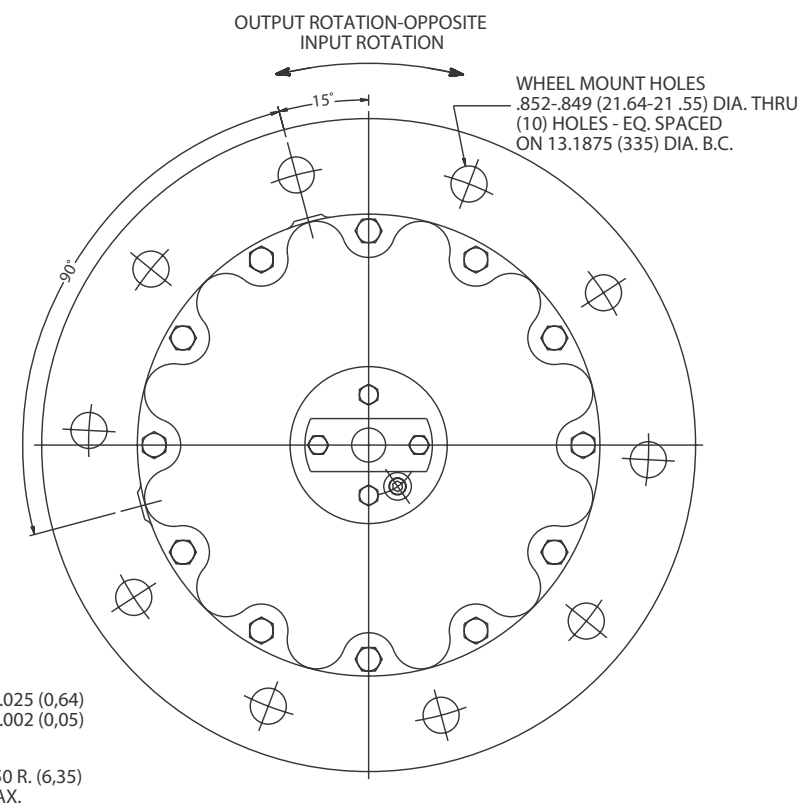 OUTPUT ROTATION-OPPOSITE
INPUT ROTATION
15°
WHEEL MOUNT HOLES
.852-.849 (21.64-21 .55) DIA. THRU
(10) HOLES - EQ. SPACED
ON 13.1875 (335) DIA. B.C.
90°
.025 (0,64)
.002 (0,05)
R. (6,35)